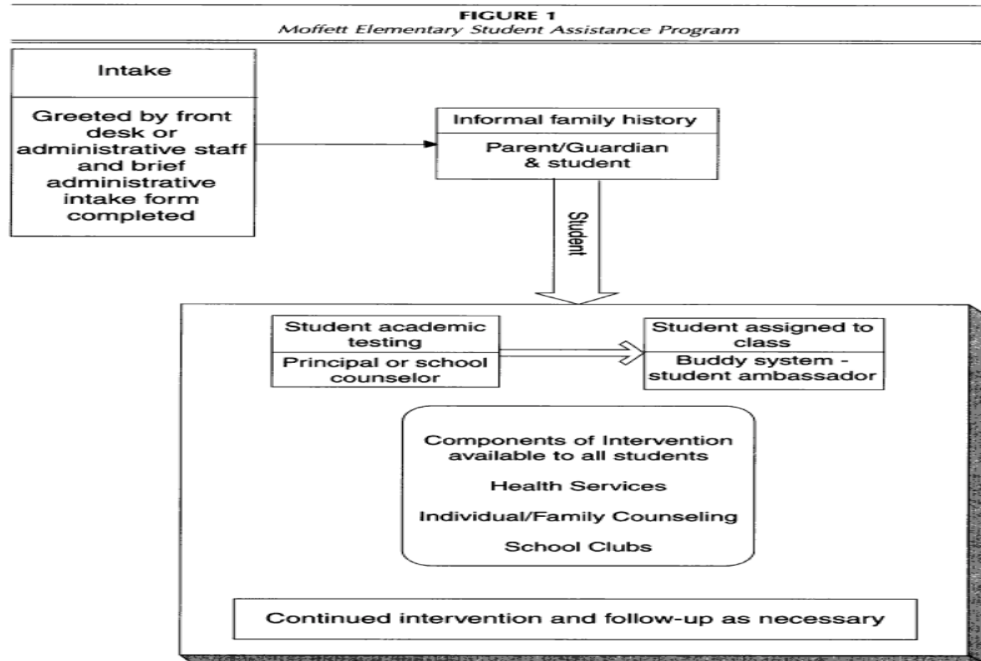 FIGURE 1
Moffett Elementary Student Assistance Program
Intake
Greeted by front
desk or
administrative staff
and brief
administrative
intake form
completed
Informal family history
Parent/Guardian
& student
Student
Student academic
testing
Principal or school
counselor
Student assigned to
class
Buddy system -
student ambassador
Components of Intervention
available to all students
Health Services
Individual/Family Counseling
School Clubs
Continued intervention and follow-up as necessary